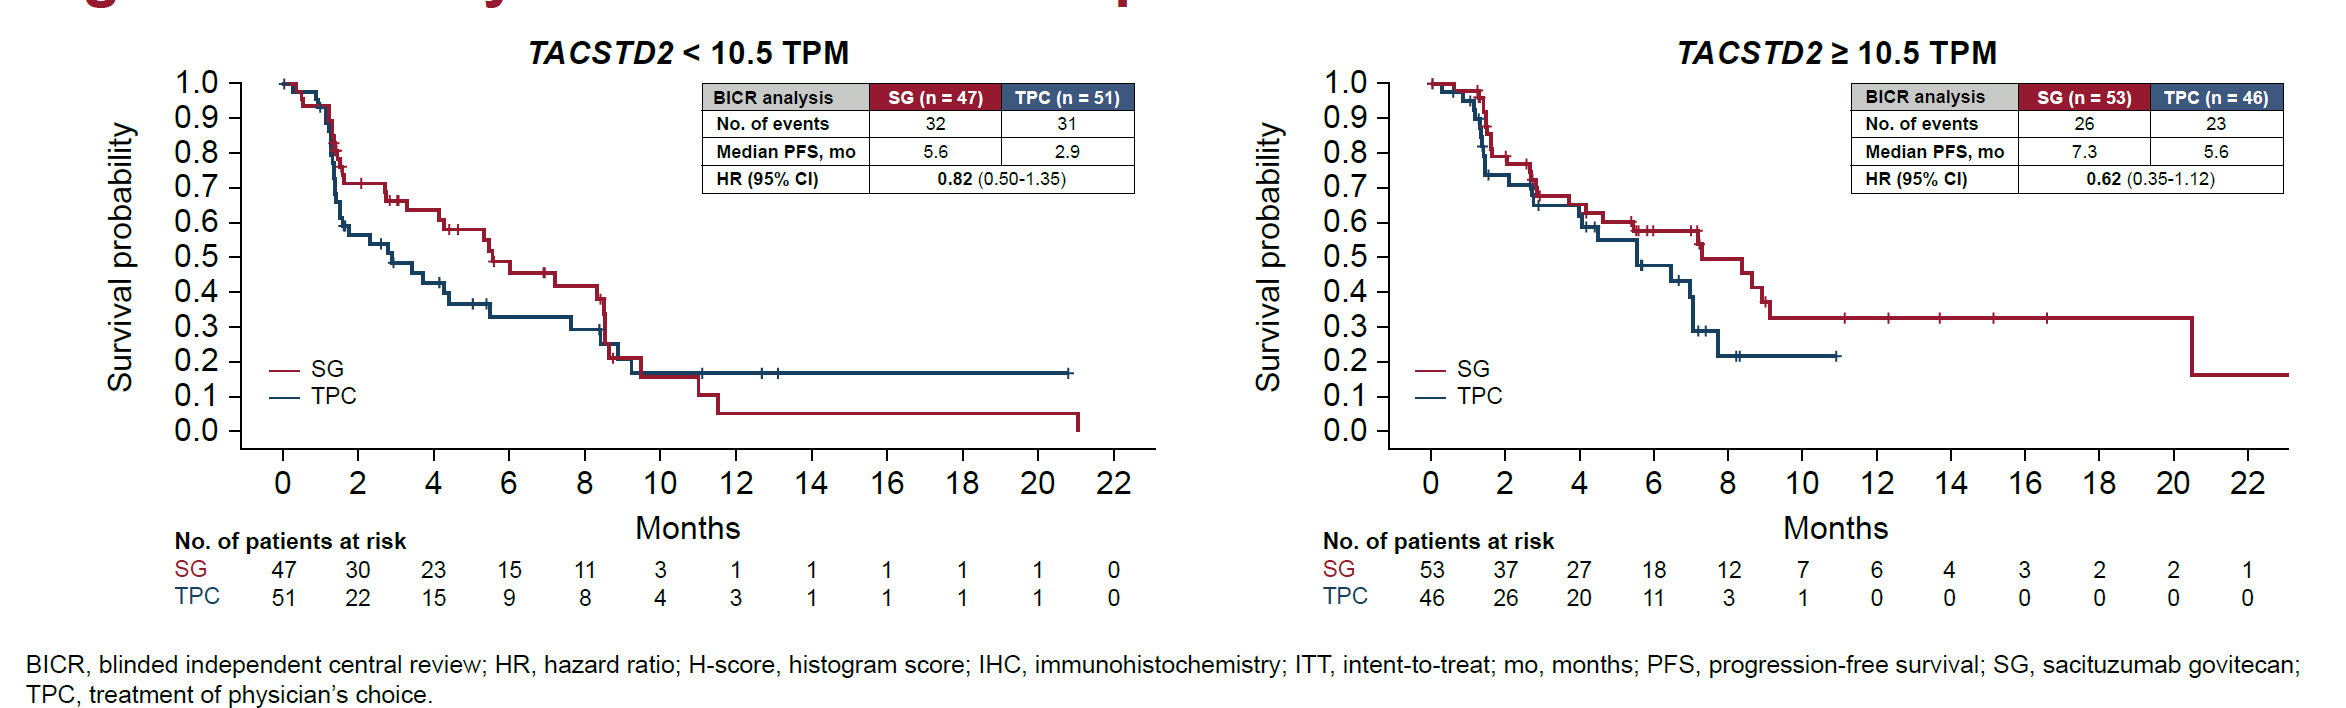 TACSTD2 < 10.5 TPM
1.0
0.9
0.8
0.7
0.6
0.5
0.4
0.3
0.2
0.1
0.0
Survival probability
BICR analysis SG (n = 47) TPC (n = 51)
No. of events 32 31
Median PFS, mo 5.6 2.9
HR (95% CI) 0.82 (0.50-1.35)
SG
TPC
0 2 4 6 8 10 12 14 16 18 20 22
Months
No. of patients at risk
SG 47 30 23 15 11 3 1 1 1 1 1 0
TPC 51 22 15 9 8 4 3 1 1 1 1 0
TACSTD2 ≥ 10.5 TPM
1.0
0.9
0.8
0.7
0.6
0.5
0.4
0.3
0.2
0.1
0.0
Survival probability
BICR analysis SG (n = 53) TPC (n = 46)
No. of events 26 23
Median PFS, mo 7.3 5.6
HR (95% CI) 0.62 (0.35-1.12)
SG
TPC
0 2 4 6 8 10 12 14 16 18 20 22
Months
No. of patients at risk
SG 53 37 27 18 12 7 6 4 3 2 2 1
TPC 46 26 20 11 3 1 0 0 0 0 0 0
BICR, blinded independent central review; HR, hazard ratio; H-score, histogram score; IHC, immunohistochemistry; ITT, intent-to-treat; mo, months; PFS, progression-free survival; SG, sacituzumab govitecan;
TPC, treatment of physician’s choice.